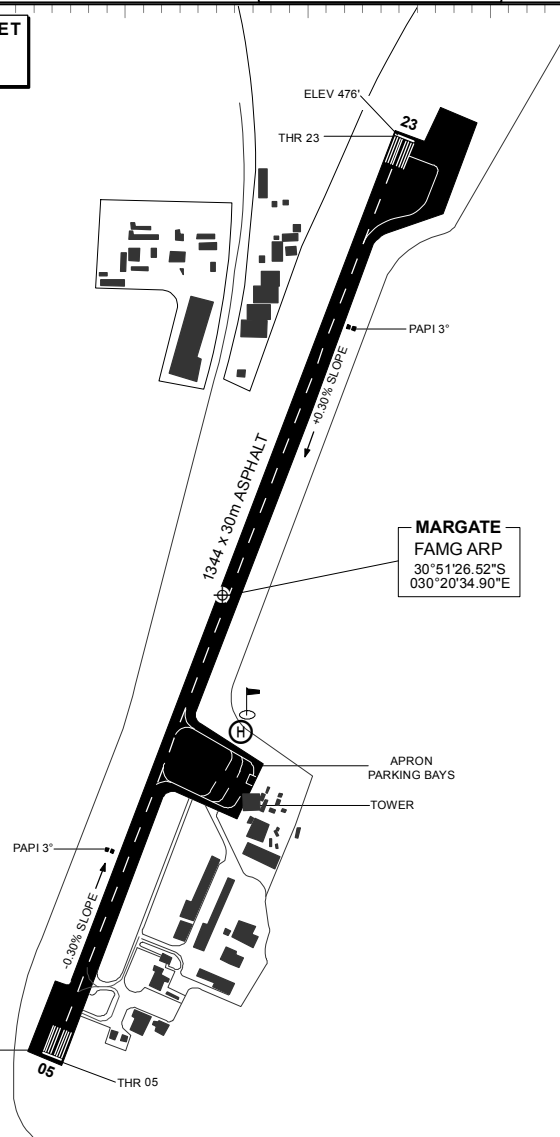 ET
ELEV 476'
23
THR 23
PAPI 3°
+0.30% SLOPE
1344 x 30m ASPHALT
MARGATE
FAMG ARP
30°51'26.52"S
030°20'34.90"E
H
APRON
PARKING BAYS
TOWER
PAPI 3°
-0.30% SLOPE
05
THR 05